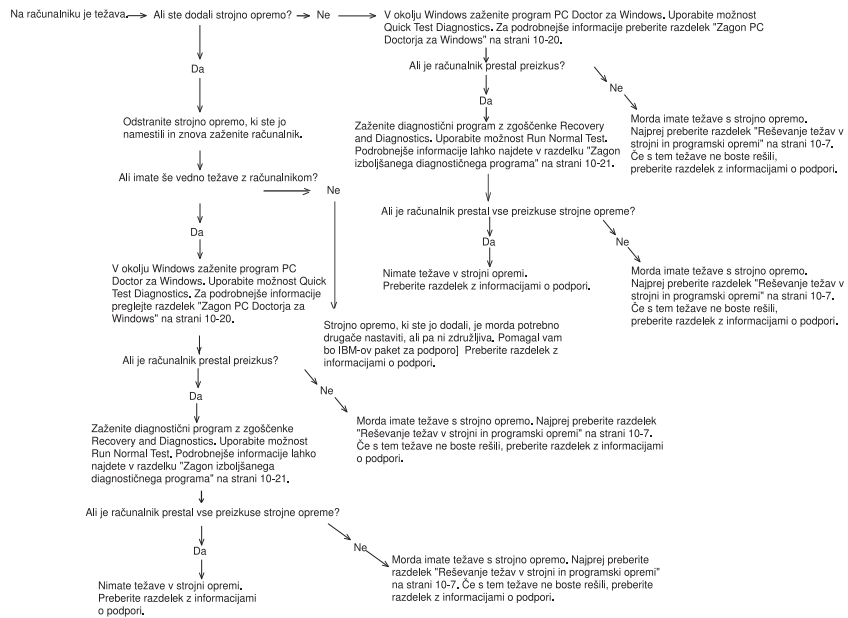 Na računalniku je težava.
Ali ste dodali strojno opremo?
Ne
V okolju Windows zaženite program PC Doctor za Windows. Uporabite možnost
Quick Test Diagnostics. Za podrobnejše informacije preberite razdelek "Zagon PC
Doctorja za Windows" na strani 10-20.
Ali je računalnik prestal preizkus?
Ne
Da
Morda imate težave s strojno opremo.
Najprej preberite razdelek "Reševanje težav v
strojni in programski opremi" na strani 10-7.
Če s tem težave ne boste rešili,
preberite razdelek z informacijami o podpori.
Zaženite diagnostični program z zgoščenke Recovery
and Diagnostics. Uporabite možnost Run Normal Test.
Podrobnejše informacije lahko najdete v razdelku "Zagon
izboljšanega diagnostičnega programa" na strani 10-21.
Ali je računalnik prestal vse preizkuse strojne opreme?
Da
Ne
Nimate težave v strojni opremi.
Preberite razdelek z informacijami o podpori.
Morda imate težave s strojno opremo.
Najprej preberite razdelek "Reševanje težav v
strojni in programski opremi" na strani 10-7.
Če s tem težave ne boste rešili,
preberite razdelek z informacijami o podpori.
Da
Odstranite strojno opremo, ki ste jo
namestili in znova zaženite računalnik.
Ali imate še vedno težave z računalnikom?
Ne
Strojno opremo, ki ste jo dodali, je morda potrebno
drugače nastaviti, ali pa ni združljiva. Pomagal vam
bo IBM-ov paket za podporo] Preberite razdelek z
informacijami o podpori.
Da
V okolju Windows zaženite program PC
Doctor za Windows. Uporabite možnost Quick
Test Diagnostics. Za podrobnejše informacije
preglejte razdelek "Zagon PC Doctorja za
Windows" na strani 10-20.
Ali je računalnik prestal preizkus?
Ne
Da
Morda imate težave s strojno opremo. Najprej preberite razdelek
"Reševanje težav v strojni in programski opremi" na strani 10-7.
Če s tem težave ne boste rešili, preberite razdelek z informacijami
o podpori.
Zaženite diagnostični program z zgoščenke
Recovery and Diagnostics. Uporabite možnost
Run Normal Test. Podrobnejše informacije lahko
najdete v razdelku "Zagon izboljšanega
diagnostičnega programa" na strani 10-21.
Ali je računalnik prestal vse preizkuse strojne opreme?
Da
Ne
Nimate težave v strojni opremi.
Preberite razdelek z informacijami
o podpori.
Morda imate težave s strojno opremo. Najprej preberite
razdelek "Reševanje težav v strojni in programski opremi"
na strani 10-7. Če s tem težave ne boste rešili, preberite
razdelek z informacijami o podpori.